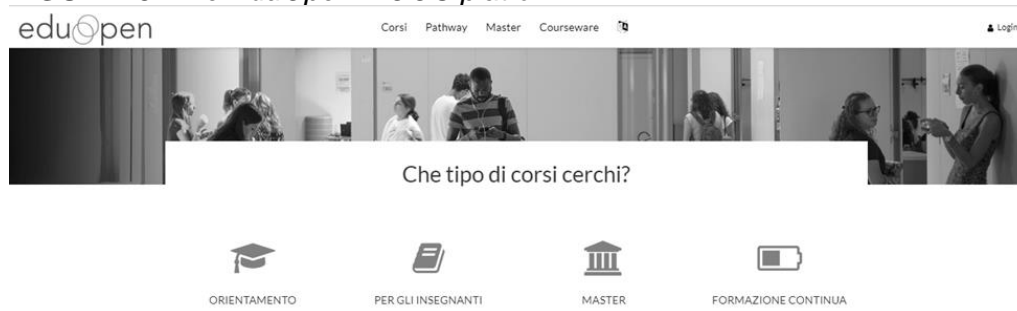 eduopen
Corsi Pathway Master Courseware
Login
Che tipo di corsi cerchi?
ORIENTAMENTO PER GLI INSEGNANTI MASTER FORMAZIONE CONTINUA